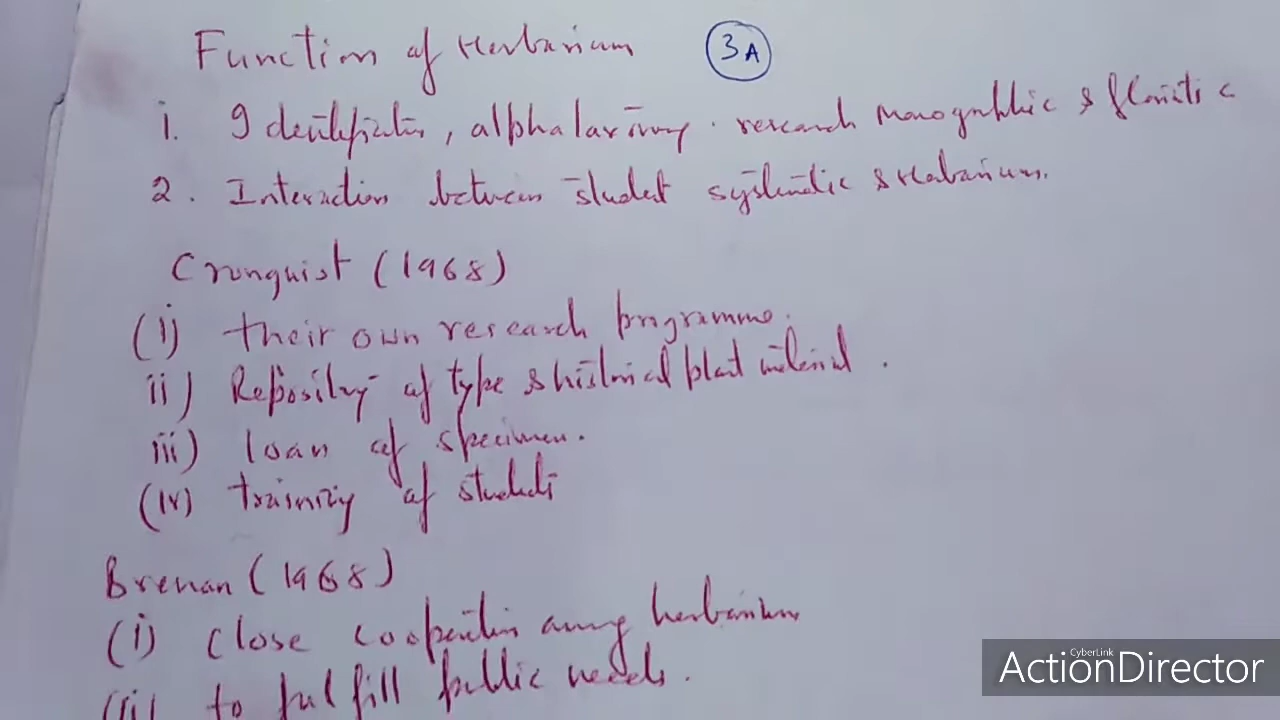 Function of Herbarium 3A
i. Identification, alphataxonomy. research monographic & floristic
2. Interaction between student systematic & Herbarium.
Cronquist (1968)
(i) their own research programme.
ii) Repository of type & historical plant material.
iii) loan of specimen.
(iv) training of students
Brenan (1968)
(i) close cooperation among herbarium
(ii) to fulfill public needs.
CyberLink
ActionDirector